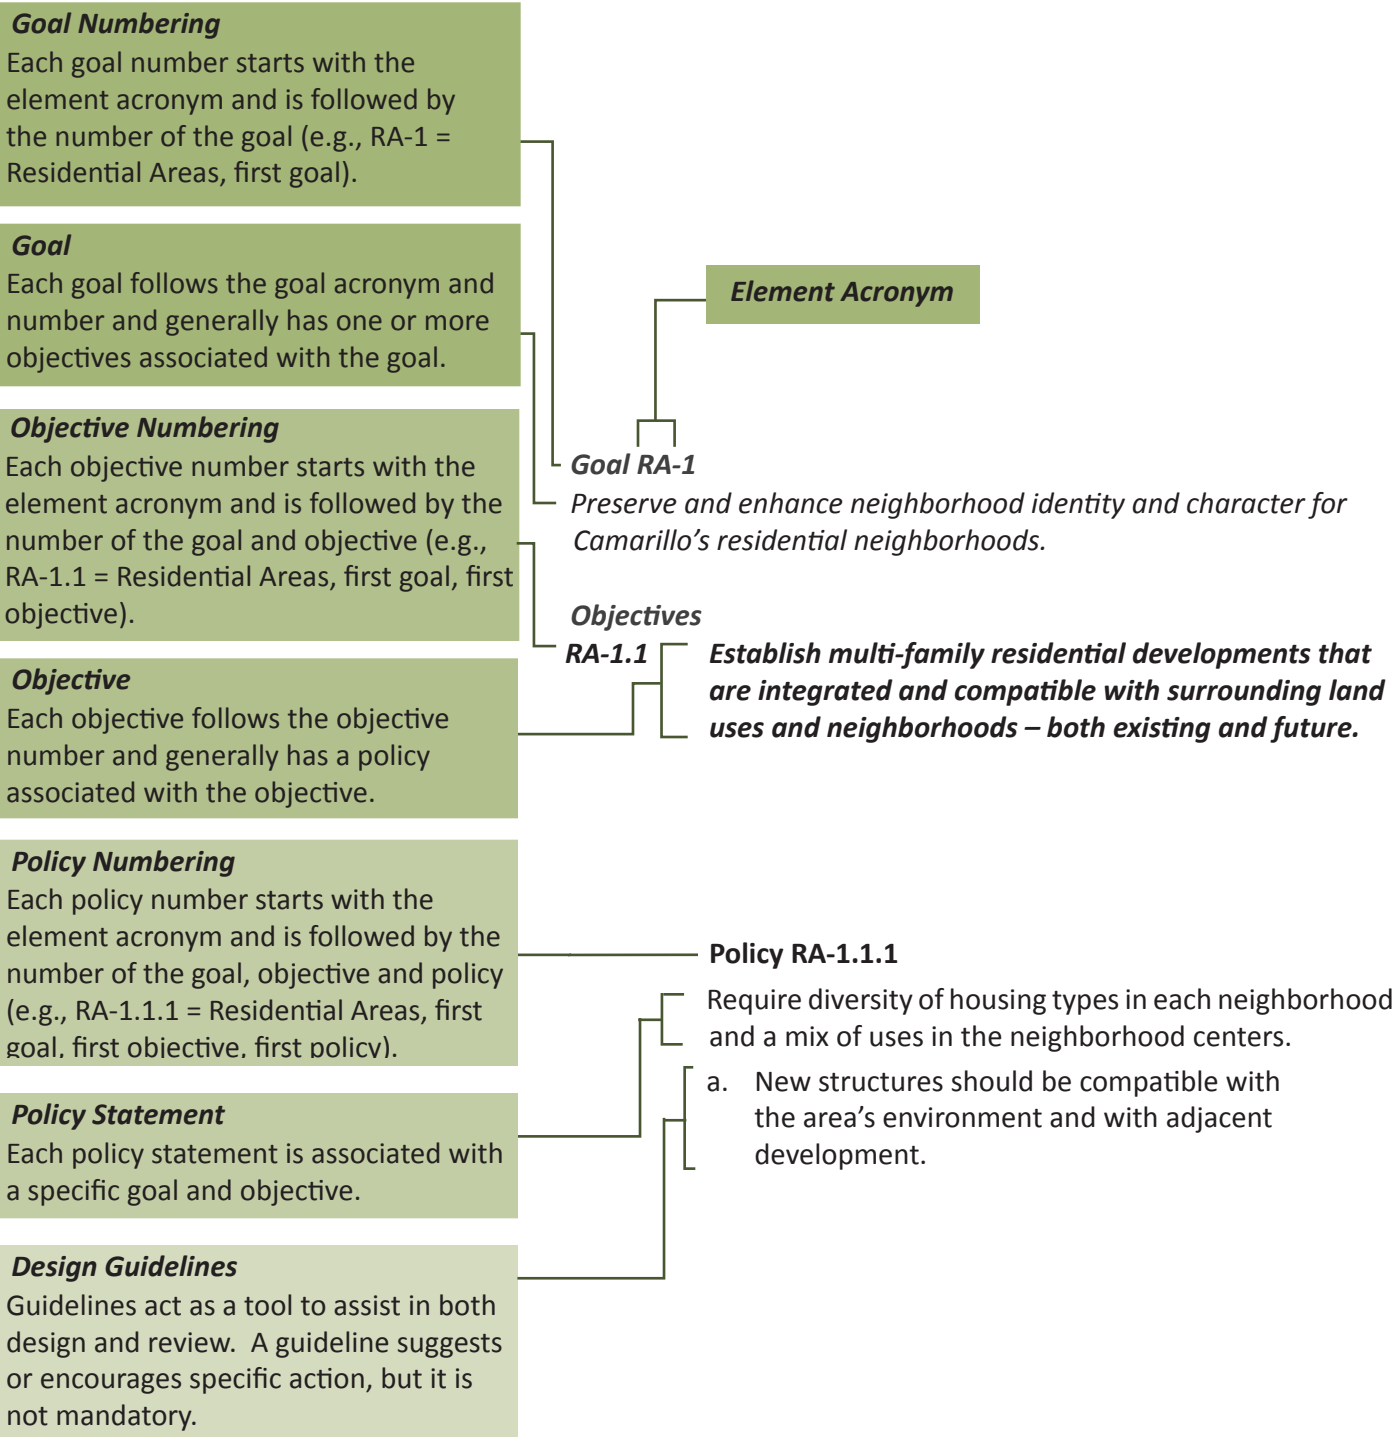 Goal Numbering
Each goal number starts with the
element acronym and is followed by
the number of the goal (e.g., RA-1 =
Residential Areas, first goal).
Goal
Each goal follows the goal acronym and
number and generally has one or more
objectives associated with the goal.
Objective Numbering
Each objective number starts with the
element acronym and is followed by the
number of the goal and objective (e.g.,
RA-1.1 = Residential Areas, first goal, first
objective).
Objective
Each objective follows the objective
number and generally has a policy
associated with the objective.
Policy Numbering
Each policy number starts with the
element acronym and is followed by the
number of the goal, objective and policy
(e.g., RA-1.1.1 = Residential Areas, first
goal, first objective, first policy).
Policy Statement
Each policy statement is associated with
a specific goal and objective.
Design Guidelines
Guidelines act as a tool to assist in both
design and review.  A guideline suggests
or encourages specific action, but it is
not mandatory.
Element Acronym
Goal RA-1
Preserve and enhance neighborhood identity and character for
Camarillo’s residential neighborhoods.
Objectives
RA-1.1 Establish multi-family residential developments that
are integrated and compatible with surrounding land
uses and neighborhoods – both existing and future.
Policy RA-1.1.1
Require diversity of housing types in each neighborhood
and a mix of uses in the neighborhood centers.
a. New structures should be compatible with
the area’s environment and with adjacent
development.